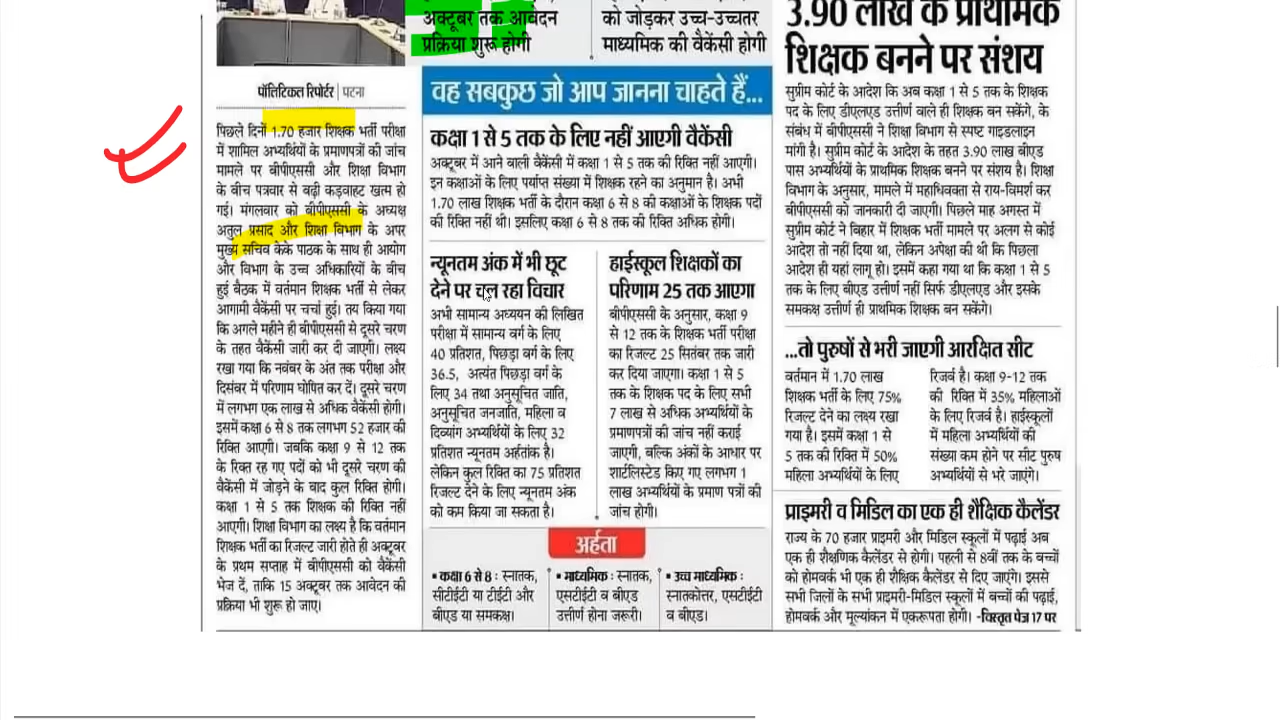 अक्टूबर तक आवेदन
प्रक्रिया शुरू होगी
को जोड़कर उच्च-उच्चतर
माध्यमिक की वैकेंसी होगी
पॉलिटिकल रिपोर्टर | पटना
पिछले दिनों 1.70 हजार शिक्षक भर्ती परीक्षा
में शामिल अभ्यर्थियों के प्रमाणपत्रों की जांच
मामले पर बीपीएससी और शिक्षा विभाग
के बीच पत्रवार से बढ़ी कड़वाहट खत्म हो
गई। मंगलवार को बीपीएससी के अध्यक्ष
अतुल प्रसाद और शिक्षा विभाग के अपर
मुख्य सचिव केके पाठक के साथ ही आयोग
और विभाग के उच्च अधिकारियों के बीच
हुई बैठक में वर्तमान शिक्षक भर्ती से लेकर
आगामी वैकेंसी पर चर्चा हुई। तय किया गया
कि अगले महीने ही बीपीएससी से दूसरे चरण
के तहत वैकेंसी जारी कर दी जाएगी। लक्ष्य
रखा गया कि नवंबर के अंत तक परीक्षा और
दिसंबर में परिणाम घोषित कर दें। दूसरे चरण
में लगभग एक लाख से अधिक वैकेंसी होगी।
इसमें कक्षा 6 से 8 तक लगभग 52 हजार की
रिक्ति आएगी। जबकि कक्षा 9 से 12 तक
के रिक्त रह गए पदों को भी दूसरे चरण की
वैकेंसी में जोड़ने के बाद कुल रिक्ति होगी।
कक्षा 1 से 5 तक शिक्षक की रिक्ति नहीं
आएगी। शिक्षा विभाग का लक्ष्य है कि वर्तमान
शिक्षक भर्ती का रिजल्ट जारी होते ही अक्टूबर
के प्रथम सप्ताह में बीपीएससी को वैकेंसी
भेज दें, ताकि 15 अक्टूबर तक आवेदन की
प्रक्रिया भी शुरू हो जाए।
वह सबकुछ जो आप जानना चाहते हैं...
कक्षा 1 से 5 तक के लिए नहीं आएगी वैकेंसी
अक्टूबर में आने वाली वैकेंसी में कक्षा 1 से 5 तक की रिक्ति नहीं आएगी।
इन कक्षाओं के लिए पर्याप्त संख्या में शिक्षक रहने का अनुमान है। अभी
1.70 लाख शिक्षक भर्ती के दौरान कक्षा 6 से 8 की कक्षाओं के शिक्षक पदों
की रिक्ति नहीं थी। इसलिए कक्षा 6 से 8 तक की रिक्ति अधिक होगी।
न्यूनतम अंक में भी छूट
देने पर चल रहा विचार
अभी सामान्य अध्ययन की लिखित
परीक्षा में सामान्य वर्ग के लिए
40 प्रतिशत, पिछड़ा वर्ग के लिए
36.5, अत्यंत पिछड़ा वर्ग के
लिए 34 तथा अनुसूचित जाति,
अनुसूचित जनजाति, महिला व
दिव्यांग अभ्यर्थियों के लिए 32
प्रतिशत न्यूनतम अर्हतांक है।
लेकिन कुल रिक्ति का 75 प्रतिशत
रिजल्ट देने के लिए न्यूनतम अंक
को कम किया जा सकता है।
हाईस्कूल शिक्षकों का
परिणाम 25 तक आएगा
बीपीएससी के अनुसार, कक्षा 9
से 12 तक के शिक्षक भर्ती परीक्षा
का रिजल्ट 25 सितंबर तक जारी
कर दिया जाएगा। कक्षा 1 से 5
तक के शिक्षक पद के लिए सभी
7 लाख से अधिक अभ्यर्थियों के
प्रमाणपत्रों की जांच नहीं कराई
जाएगी, बल्कि अंकों के आधार पर
शार्टलिस्टेड किए गए लगभग 1
लाख अभ्यर्थियों के प्रमाण पत्रों की
जांच होगी।
अर्हता
▪ कक्षा 6 से 8 : स्नातक,
सीटीईटी या टीईटी और
बीएड या समकक्ष।
▪ माध्यमिक : स्नातक,
एसटीईटी व बीएड
उत्तीर्ण होना जरूरी।
▪ उच्च माध्यमिक :
स्नातकोत्तर, एसटीईटी
व बीएड।
3.90 लाख के प्राथमिक
शिक्षक बनने पर संशय
सुप्रीम कोर्ट के आदेश कि अब कक्षा 1 से 5 तक के शिक्षक
पद के लिए डीएलएड उत्तीर्ण वाले ही शिक्षक बन सकेंगे, के
संबंध में बीपीएससी ने शिक्षा विभाग से स्पष्ट गाइडलाइन
मांगी है। सुप्रीम कोर्ट के आदेश के तहत 3.90 लाख बीएड
पास अभ्यर्थियों के प्राथमिक शिक्षक बनने पर संशय है। शिक्षा
विभाग के अनुसार, मामले में महाधिवक्ता से राय-विमर्श कर
बीपीएससी को जानकारी दी जाएगी। पिछले माह अगस्त में
सुप्रीम कोर्ट ने बिहार में शिक्षक भर्ती मामले पर अलग से कोई
आदेश तो नहीं दिया था, लेकिन अपेक्षा की थी कि पिछला
आदेश ही यहां लागू हो। इसमें कहा गया था कि कक्षा 1 से 5
तक के लिए बीएड उत्तीर्ण नहीं सिर्फ डीएलएड और इसके
समकक्ष उत्तीर्ण ही प्राथमिक शिक्षक बन सकेंगे।
...तो पुरुषों से भरी जाएगी आरक्षित सीट
वर्तमान में 1.70 लाख
शिक्षक भर्ती के लिए 75%
रिजल्ट देने का लक्ष्य रखा
गया है। इसमें कक्षा 1 से
5 तक की रिक्ति में 50%
महिला अभ्यर्थियों के लिए
रिजर्व है। कक्षा 9-12 तक
की रिक्ति में 35% महिलाओं
के लिए रिजर्व है। हाईस्कूलों
में महिला अभ्यर्थियों की
संख्या कम होने पर सीट पुरुष
अभ्यर्थियों से भरे जाएंगे।
प्राइमरी व मिडिल का एक ही शैक्षिक कैलेंडर
राज्य के 70 हजार प्राइमरी और मिडिल स्कूलों में पढ़ाई अब
एक ही शैक्षणिक कैलेंडर से होगी। पहली से 8वीं तक के बच्चों
को होमवर्क भी एक ही शैक्षिक कैलेंडर से दिए जाएंगे। इससे
सभी जिलों के सभी प्राइमरी-मिडिल स्कूलों में बच्चों की पढ़ाई,
होमवर्क और मूल्यांकन में एकरूपता होगी। -विस्तृत पेज 17 पर